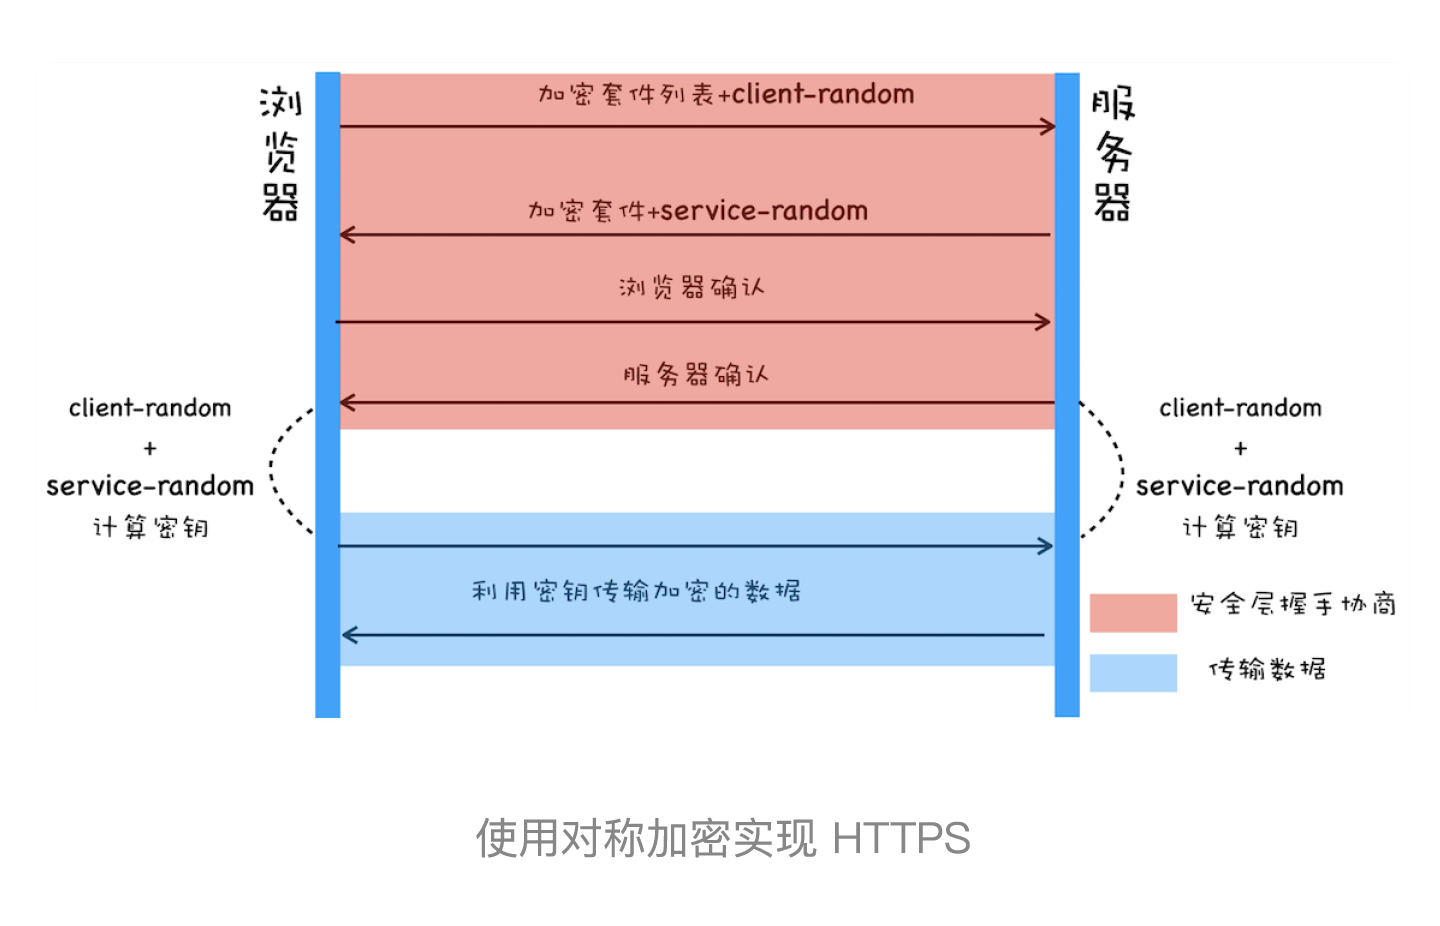 浏览器
服务器
加密套件列表+client-random
加密套件+service-random
浏览器确认
服务器确认
client-random
+
service-random
计算密钥
client-random
+
service-random
计算密钥
利用密钥传输加密的数据
安全层握手协商
传输数据
使用对称加密实现 HTTPS